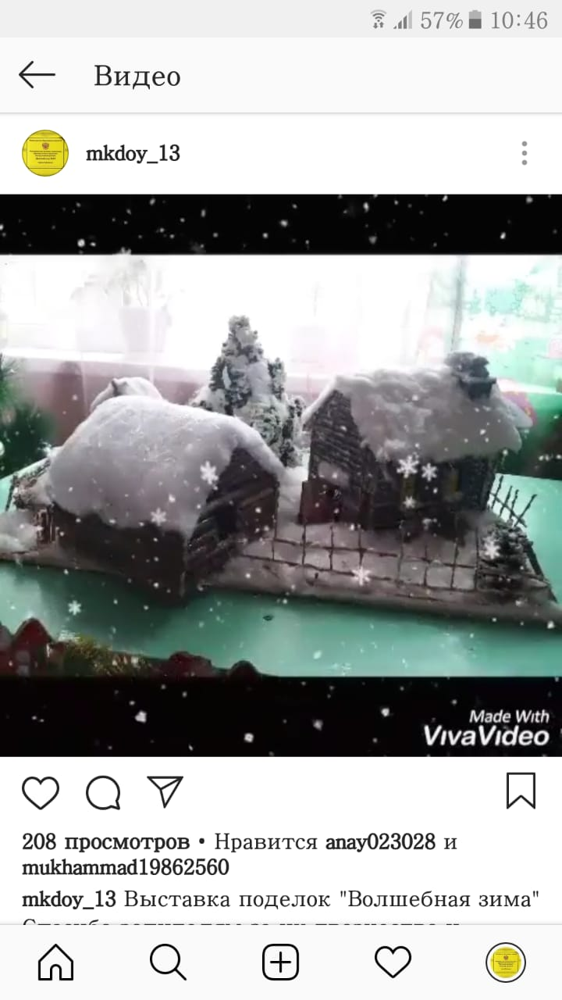 57% 10:46
Видео
mkdoy_13
Made With
VivaVideo
208 просмотров • Нравится anay023028 и
mukhammad19862560
mkdoy_13 Выставка поделок "Волшебная зима"